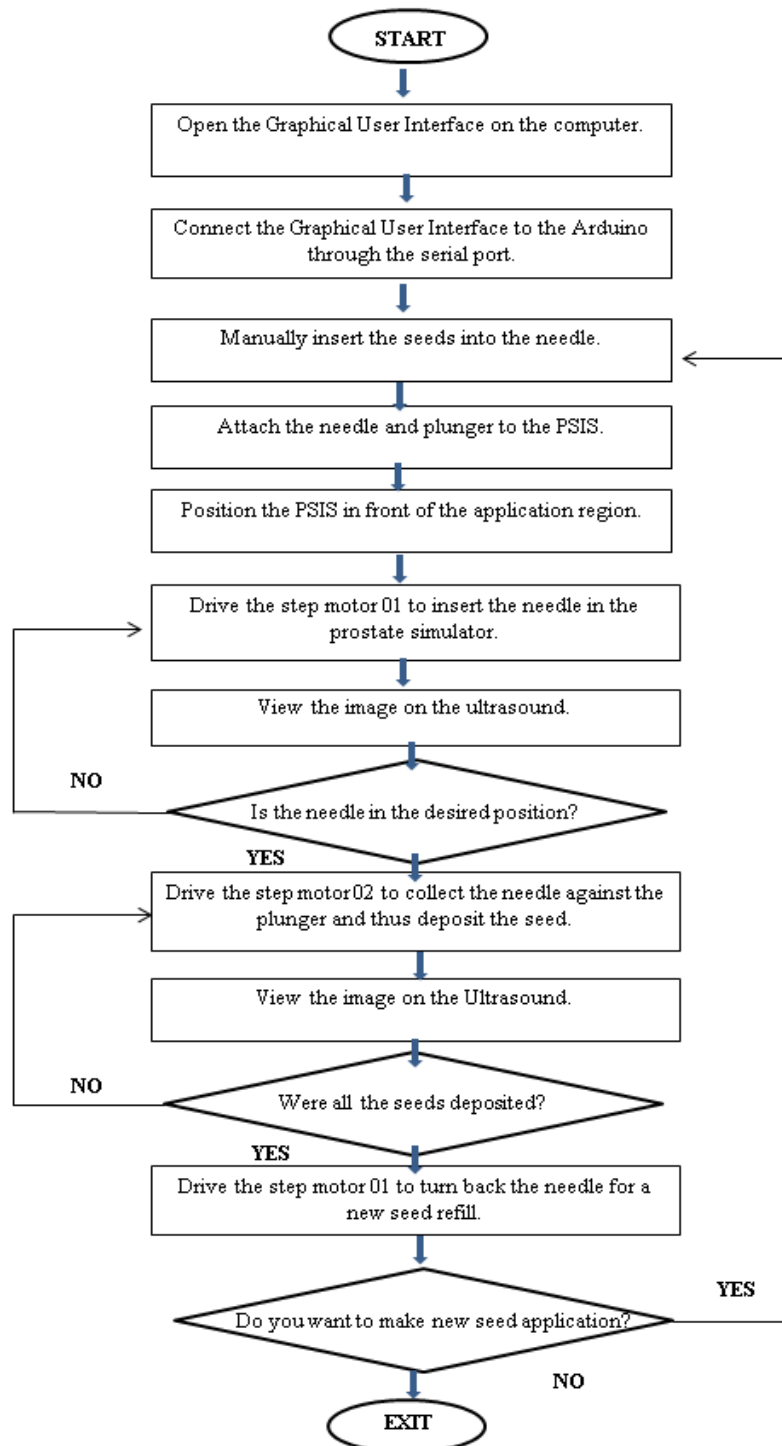 START
Open the Graphical User Interface on the computer.
Connect the Graphical User Interface to the Arduino
through the serial port.
Manually insert the seeds into the needle.
Attach the needle and plunger to the PSIS.
Position the PSIS in front of the application region.
Drive the step motor 01 to insert the needle in the
prostate simulator.
View the image on the ultrasound.
NO
Is the needle in the desired position?
YES
Drive the step motor 02 to collect the needle against the
plunger and thus deposit the seed.
View the image on the Ultrasound.
NO
Were all the seeds deposited?
YES
Drive the step motor 01 to turn back the needle for a
new seed refill.
YES
Do you want to make new seed application?
NO
EXIT